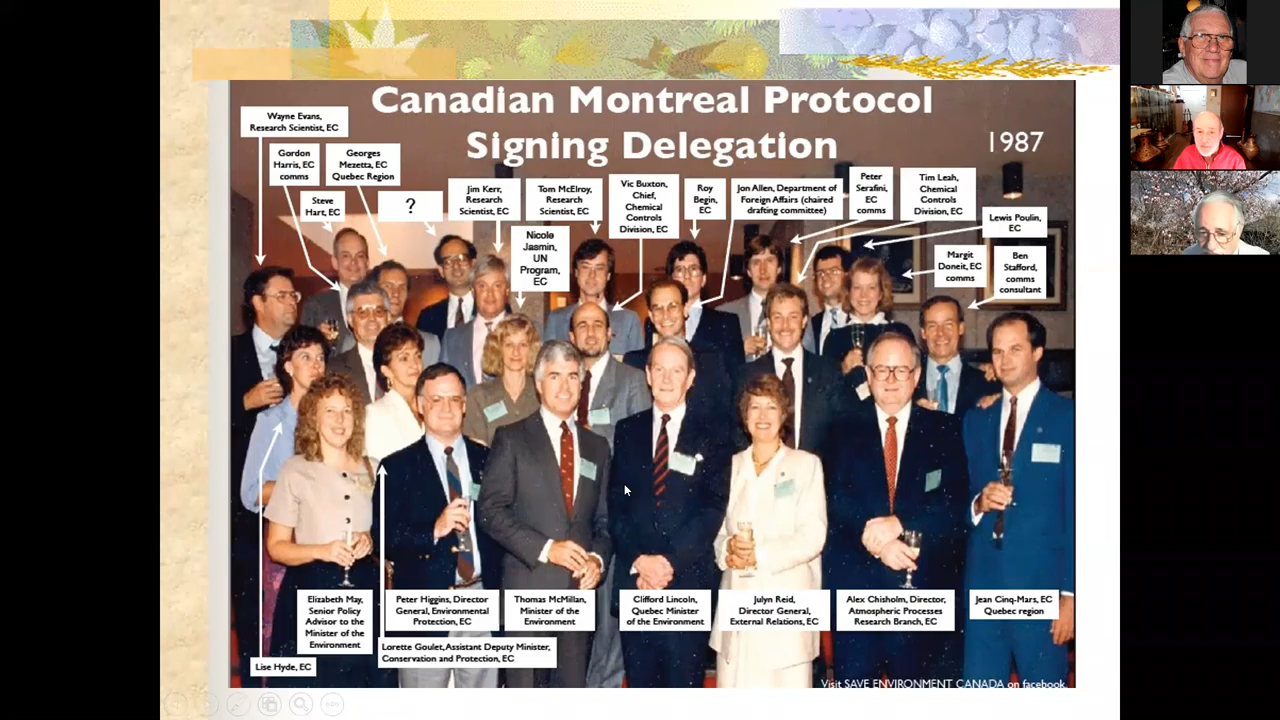 Canadian Montreal Protocol
Signing Delegation
1987
Wayne Evans,
Research Scientist, EC
Gordon
Harris, EC
comms
Georges
Mezetta, EC
Quebec Region
Steve
Hart, EC
?
Jim Kerr,
Research
Scientist, EC
Nicole
Jasmin,
UN
Program,
EC
Tom McElroy,
Research
Scientist, EC
Vic Buxton,
Chief,
Chemical
Controls
Division, EC
Roy
Begin,
EC
Jon Allen, Department of
Foreign Affairs (chaired
drafting committee)
Peter
Serafini,
EC
comms
Tim Leah,
Chemical
Controls
Division, EC
Lewis Poulin,
EC
Margit
Doneit, EC
comms
Ben
Stafford,
comms
consultant
Elizabeth May,
Senior Policy
Advisor to the
Minister of the
Environment
Peter Higgins, Director
General, Environmental
Protection, EC
Thomas McMillan,
Minister of the
Environment
Clifford Lincoln,
Quebec Minister
of the Environment
Julyn Reid,
Director General,
External Relations, EC
Alex Chisholm, Director,
Atmospheric Processes
Research Branch, EC
Jean Cinq-Mars, EC
Quebec region
Lise Hyde, EC
Lorette Goulet, Assistant Deputy Minister,
Conservation and Protection, EC
Visit SAVE ENVIRONMENT CANADA on facebook.